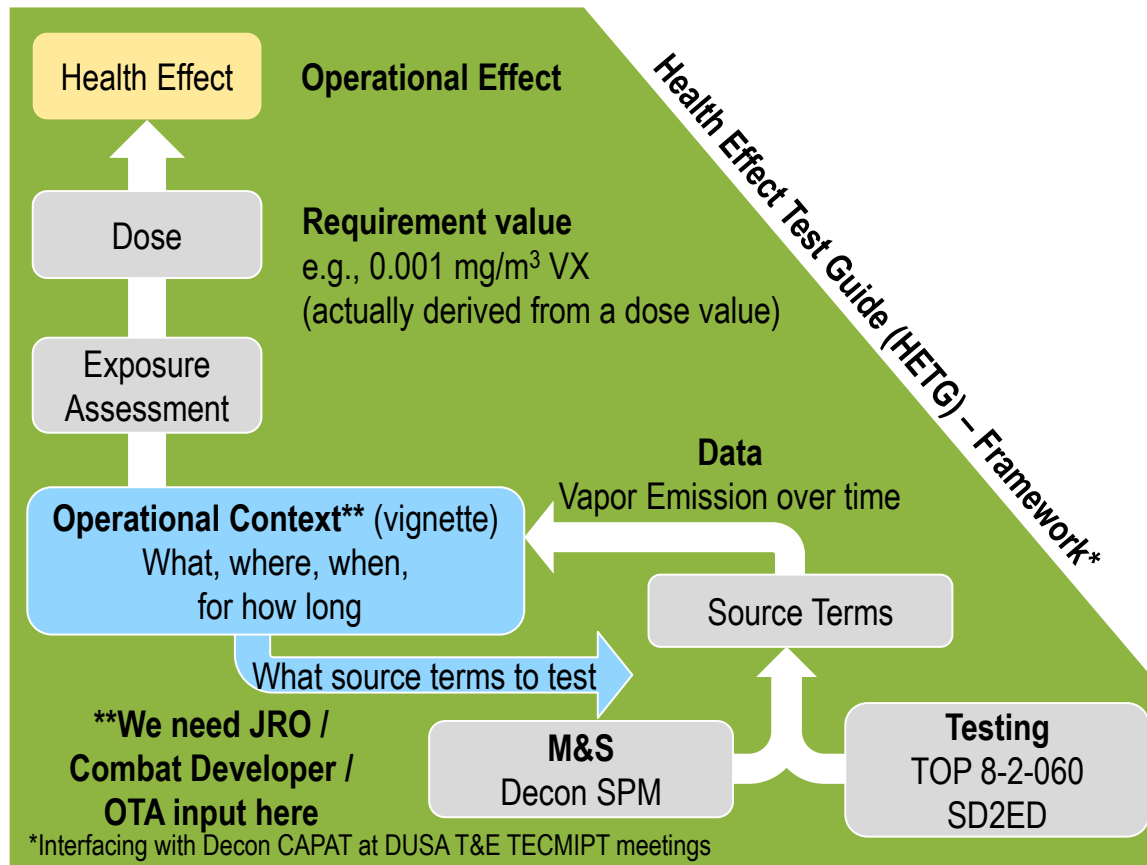 Health Effect
Operational Effect
Health Effect Test Guide (HETG) – Framework*
Dose
Requirement value
e.g., 0.001 mg/m³ VX
(actually derived from a dose value)
Exposure
Assessment
Data
Vapor Emission over time
Operational Context** (vignette)
What, where, when,
for how long
Source Terms
What source terms to test
**We need JRO /
Combat Developer /
OTA input here
M&S
Decon SPM
Testing
TOP 8-2-060
SD2ED
*Interfacing with Decon CAPAT at DUSA T&E TECMIPT meetings